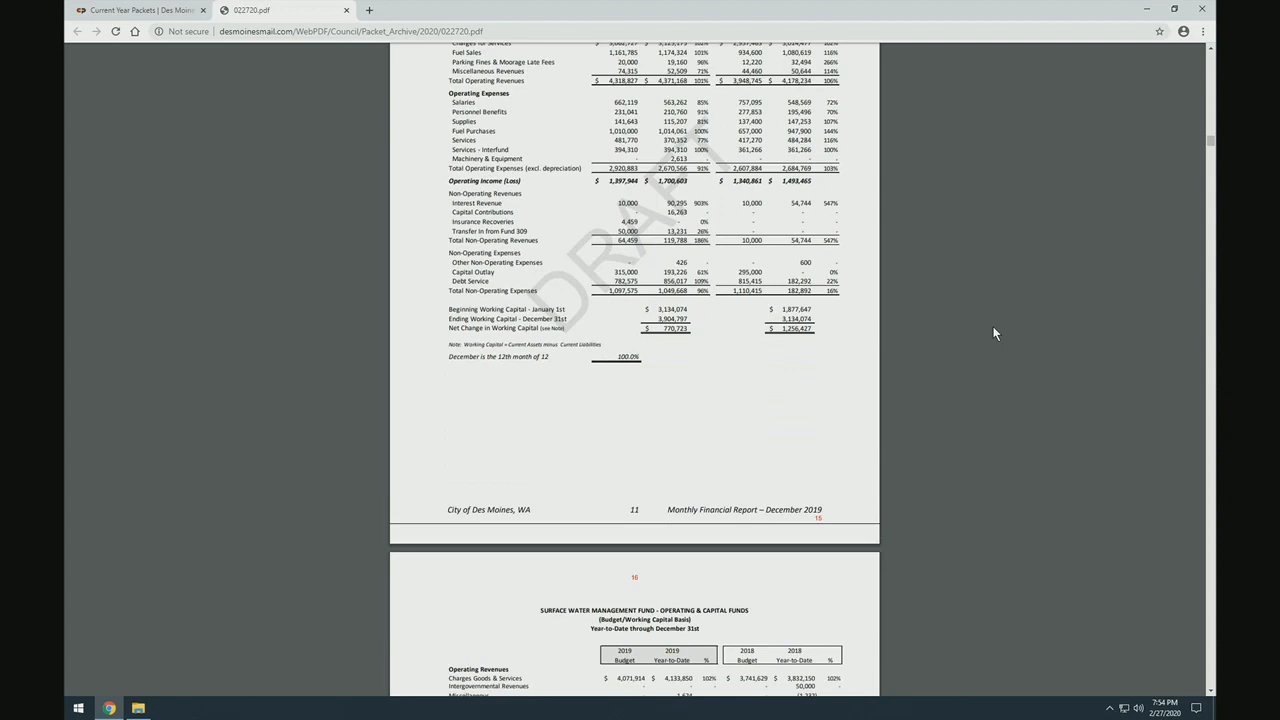 Current Year Packets | Des Moin
022720.pdf
Not secure | desmoinesmail.com/WebPDF/Council/Packet_Archive/2020/022720.pdf
Charges for Services
Fuel Sales 1,161,785 1,174,324 101% 934,600 1,080,619 116%
Parking Fines & Moorage Late Fees 20,000 19,160 96% 12,220 32,494 266%
Miscellaneous Revenues 74,315 52,509 71% 44,460 50,644 114%
Total Operating Revenues $ 4,318,827 $ 4,371,168 101% $ 3,948,745 $ 4,178,234 106%
Operating Expenses
Salaries 662,119 563,262 85% 757,095 548,569 72%
Personnel Benefits 231,041 210,760 91% 277,853 195,496 70%
Supplies 141,643 115,207 81% 137,400 147,253 107%
Fuel Purchases 1,010,000 1,014,061 100% 657,000 947,900 144%
Services 481,770 370,352 77% 417,270 484,284 116%
Services - Interfund 394,310 394,310 100% 361,266 361,266 100%
Machinery & Equipment - 2,613 - - - -
Total Operating Expenses (excl. depreciation) 2,920,883 2,670,566 91% 2,607,884 2,684,769 103%
Operating Income (Loss) $ 1,397,944 $ 1,700,603 $ 1,340,861 $ 1,493,465
Non-Operating Revenues
Interest Revenue 10,000 90,295 903% 10,000 54,744 547%
Capital Contributions - 16,263 - - - -
Insurance Recoveries 4,459 - 0% - - -
Transfer In from Fund 309 50,000 13,231 26% - - -
Total Non-Operating Revenues 64,459 119,788 186% 10,000 54,744 547%
Non-Operating Expenses
Other Non-Operating Expenses - 426 - - 600 -
Capital Outlay 315,000 193,226 61% 295,000 - 0%
Debt Service 782,575 856,017 109% 815,415 182,292 22%
Total Non-Operating Expenses 1,097,575 1,049,668 96% 1,110,415 182,892 16%
Beginning Working Capital - January 1st $ 3,134,074 $ 1,877,647
Ending Working Capital - December 31st 3,904,797 3,134,074
Net Change in Working Capital (see Note) $ 770,723 $ 1,256,427
Note: Working Capital = Current Assets minus Current Liabilities
December is the 12th month of 12 100.0%
DRAFT
City of Des Moines, WA 11 Monthly Financial Report – December 2019
15
16
SURFACE WATER MANAGEMENT FUND - OPERATING & CAPITAL FUNDS
(Budget/Working Capital Basis)
Year-to-Date through December 31st
2019 2019 2018 2018
Budget Year-to-Date % Budget Year-to-Date %
Operating Revenues
Charges Goods & Services $ 4,071,914 $ 4,133,850 102% $ 3,741,629 $ 3,832,150 102%
Intergovernmental Revenues - - - - 50,000 -
7:54 PM
2/27/2020